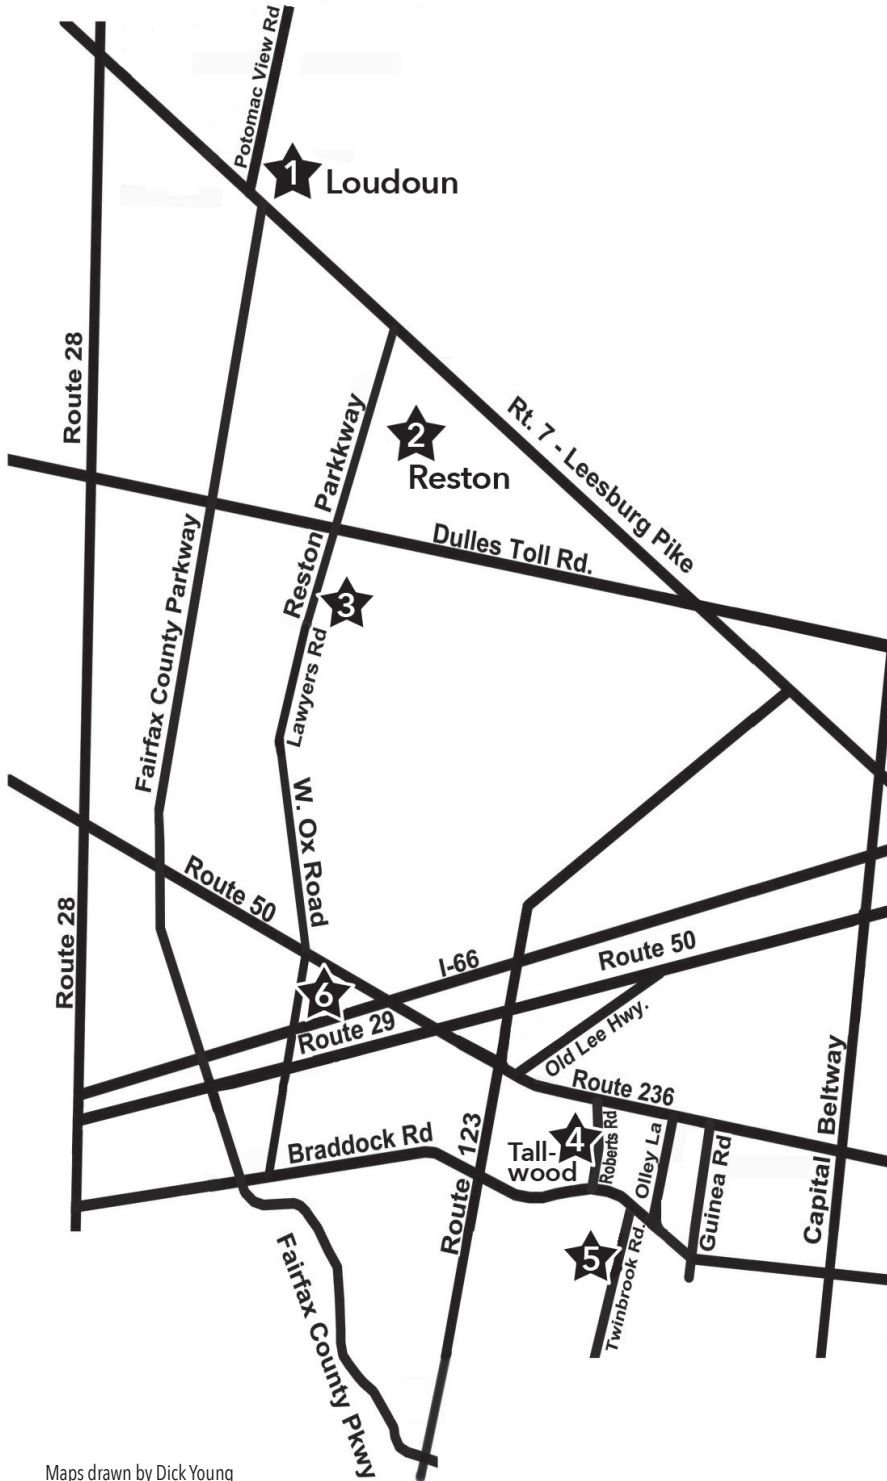 Potomac View Rd
1
Loudoun
Route 28
Rt. 7 - Leesburg Pike
2
Reston
Reston Parkkway
Dulles Toll Rd.
Fairfax County Parkway
3
Lawyers Rd
W. Ox Road
Route 50
Route 28
I-66
Route 50
6
Route 29
Old Lee Hwy.
Route 236
Braddock Rd
Route 123
4
Tall-
wood
Roberts Rd
Olley La
Guinea Rd
Capital Beltway
5
Twinbrook Rd.
Fairfax County Pkwy
Maps drawn by Dick Young